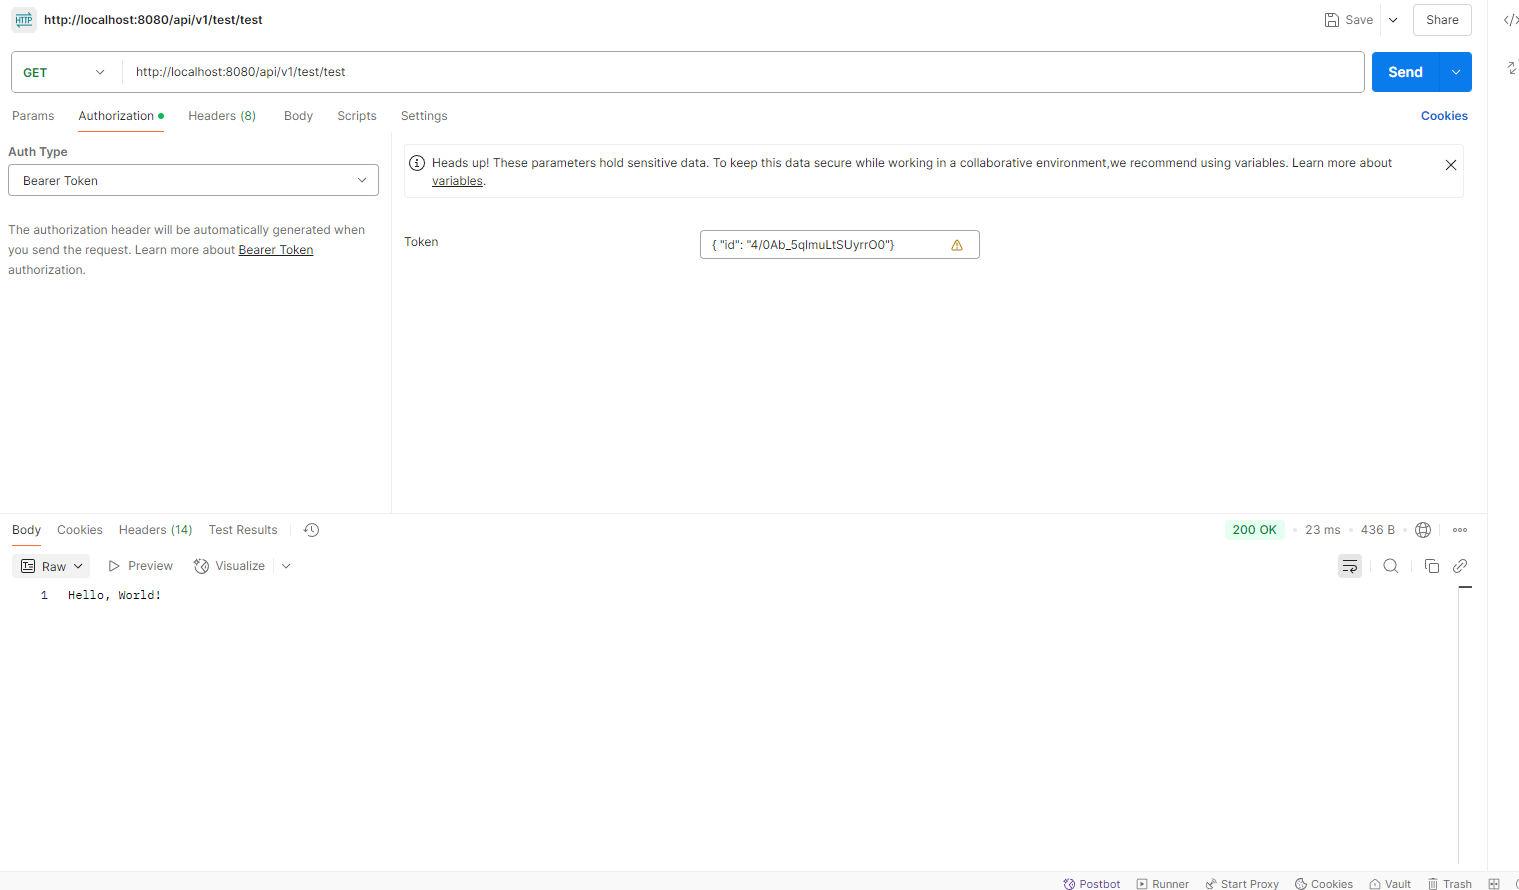 HTTP http://localhost:8080/api/v1/test/test Save Share
GET http://localhost:8080/api/v1/test/test Send
Params Authorization Headers (8) Body Scripts Settings Cookies
Auth Type
Bearer Token
The authorization header will be automatically generated when
you send the request. Learn more about Bearer Token
authorization.
Heads up! These parameters hold sensitive data. To keep this data secure while working in a collaborative environment,we recommend using variables. Learn more about
variables.
Token { "id": "4/0Ab_5qlmuLtSUyrrO0"}
Body Cookies Headers (14) Test Results 200 OK 23 ms 436 B
Raw Preview Visualize
1 Hello, World!
Postbot Runner Start Proxy Cookies Vault Trash